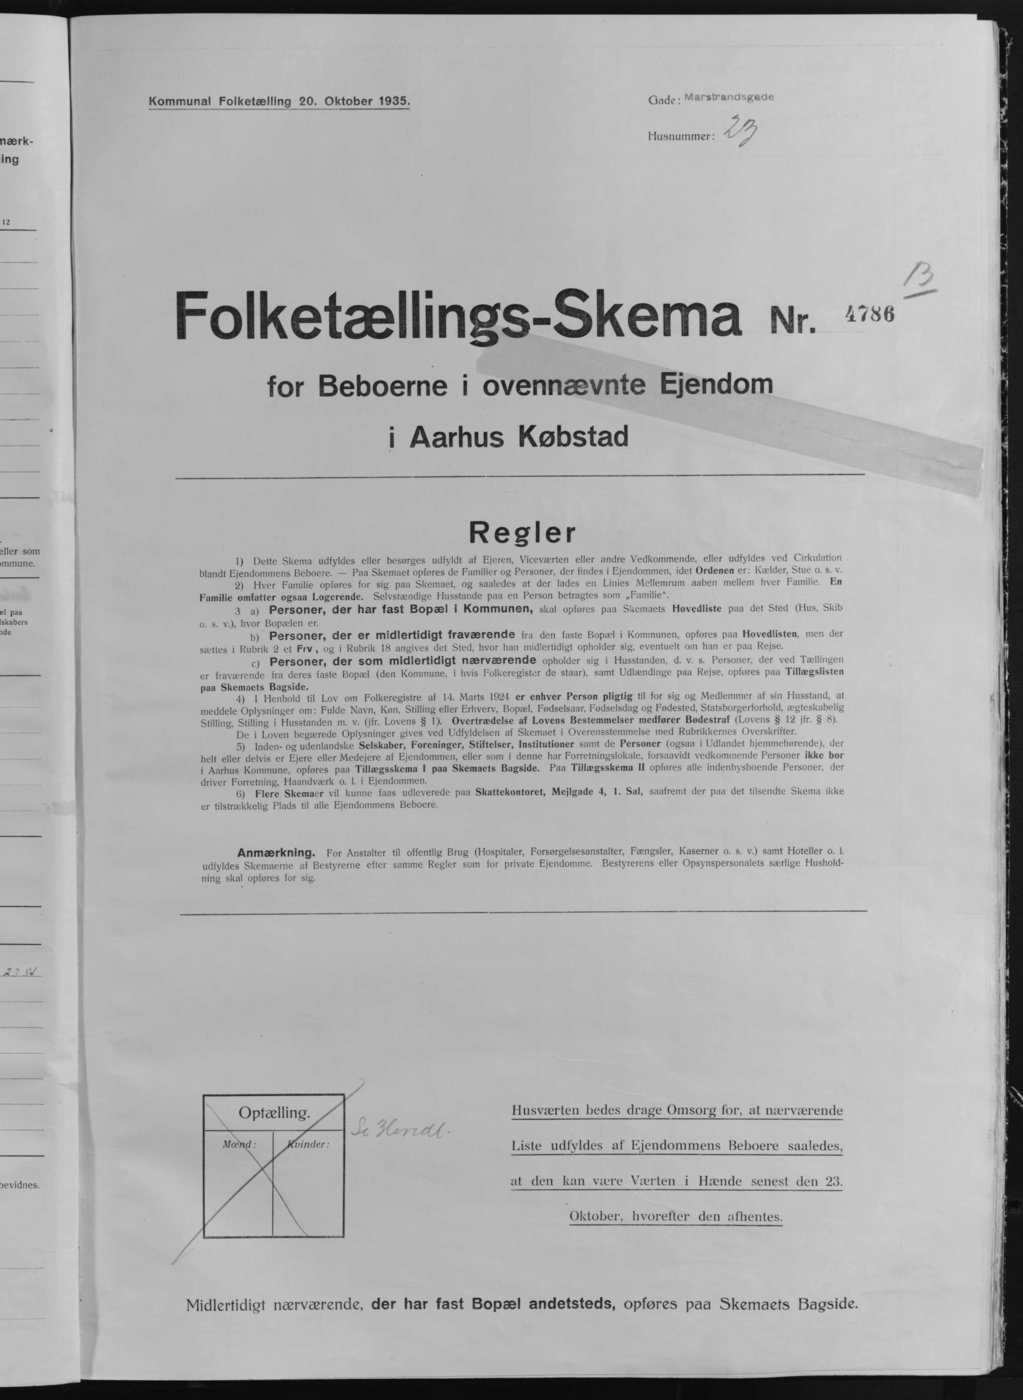 Kommunal Folketælling 20. Oktober 1935.
Gade: Marstrandsgade
Husnummer: 23
B
Folketællings-Skema Nr. 4786
for Beboerne i ovennævnte Ejendom
i Aarhus Købstad
Regler
1) Dette Skema udfyldes eller besørges udfyldt af Ejeren, Viceværten eller andre Vedkommende, eller udfyldes ved Cirkulation
blandt Ejendommens Beboere. — Paa Skemaet opføres de Familier og Personer, der findes i Ejendommen, idet Ordenen er: Kælder, Stue o. s. v.
2) Hver Familie opføres for sig paa Skemaet, og saaledes at der lades en Linies Mellemrum aaben mellem hver Familie. En
Familie omfatter ogsaa Logerende. Selvstændige Husstande paa en Person betragtes som „Familie“.
3 a) Personer, der har fast Bopæl i Kommunen, skal opføres paa Skemaets Hovedliste paa det Sted (Hus, Skib
o. s. v.), hvor Bopælen er.
b) Personer, der er midlertidigt fraværende fra den faste Bopæl i Kommunen, opføres paa Hovedlisten, men der
sættes i Rubrik 2 et Frv , og i Rubrik 18 angives det Sted, hvor han midlertidigt opholder sig, eventuelt om han er paa Rejse.
c) Personer, der som midlertidigt nærværende opholder sig i Husstanden, d. v. s. Personer, der ved Tællingen
er fraværende fra deres faste Bopæl (den Kommune, i hvis Folkeregister de staar), samt Udlændinge paa Rejse, opføres paa Tillægslisten
paa Skemaets Bagside.
4) I Henhold til Lov om Folkeregistre af 14. Marts 1924 er enhver Person pligtig til for sig og Medlemmer af sin Husstand, at
meddele Oplysninger om: Fulde Navn, Køn, Stilling eller Erhverv, Bopæl, Fødselsaar, Fødselsdag og Fødested, Statsborgerforhold, ægteskabelig
Stilling, Stilling i Husstanden m. v. (jfr. Lovens § 1). Overtrædelse af Lovens Bestemmelser medfører Bødestraf (Lovens § 12 jfr. § 8).
De i Loven begærede Oplysninger gives ved Udfyldelsen af Skemaet i Overensstemmelse med Rubrikkernes Overskrifter.
5) Inden- og udenlandske Selskaber, Foreninger, Stiftelser, Institutioner samt de Personer (ogsaa i Udlandet hjemmehørende), der
helt eller delvis er Ejere eller Medejere af Ejendommen, eller som i denne har Forretningslokale, forsaavidt vedkommende Personer ikke bor
i Aarhus Kommune, opføres paa Tillægsskema I paa Skemaets Bagside. Paa Tillægsskema II opføres alle indenbysboende Personer, der
driver Forretning, Haandværk o. l. i Ejendommen.
6) Flere Skemaer vil kunne faas udleverede paa Skattekontoret, Mejlgade 4, 1. Sal, saafremt der paa det tilsendte Skema ikke
er tilstrækkelig Plads til alle Ejendommens Beboere.
Anmærkning. For Anstalter til offentlig Brug (Hospitaler, Forsørgelsesanstalter, Fængsler, Kaserner o. s. v.) samt Hoteller o. l.
udfyldes Skemaerne af Bestyrerne efter samme Regler som for private Ejendomme. Bestyrerens eller Opsynspersonalets særlige Hushold-
ning skal opføres for sig.
Optælling.
Mænd: Kvinder:
Se
Husværten bedes drage Omsorg for, at nærværende
Liste udfyldes af Ejendommens Beboere saaledes,
at den kan være Værten i Hænde senest den 23.
Oktober, hvorefter den afhentes.
Midlertidigt nærværende, der har fast Bopæl andetsteds, opføres paa Skemaets Bagside.